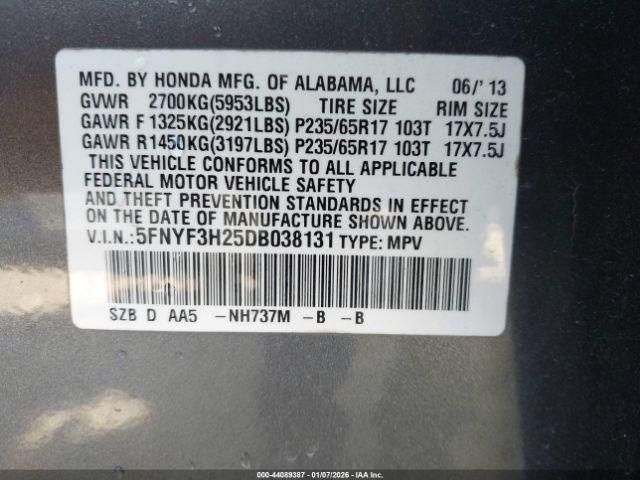 MFD. BY HONDA MFG. OF ALABAMA, LLC 06/'13
GVWR 2700KG(5953LBS) TIRE SIZE RIM SIZE
GAWR F 1325KG(2921LBS) P235/65R17 103T 17X7.5J
GAWR R1450KG(3197LBS) P235/65R17 103T 17X7.5J
THIS VEHICLE CONFORMS TO ALL APPLICABLE
FEDERAL MOTOR VEHICLE SAFETY
AND THEFT PREVENTION STANDARDS IN EFFECT ON
THE DATE OF MANUFACTURE SHOWN ABOVE.
V.I.N.:5FNYF3H25DB038131 TYPE: MPV
SZB D AA5 –NH737M –B –B
000-44089387 - 01/07/2026 - IAAI.COM